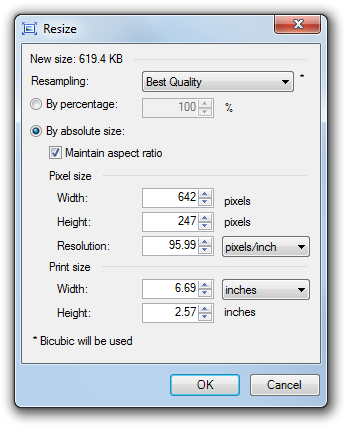 Resize
New size: 619.4 KB
Resampling: Best Quality *
By percentage: 100 %
By absolute size:
Maintain aspect ratio
Pixel size
Width: 642 pixels
Height: 247 pixels
Resolution: 95.99 pixels/inch
Print size
Width: 6.69 inches
Height: 2.57 inches
* Bicubic will be used
OK Cancel